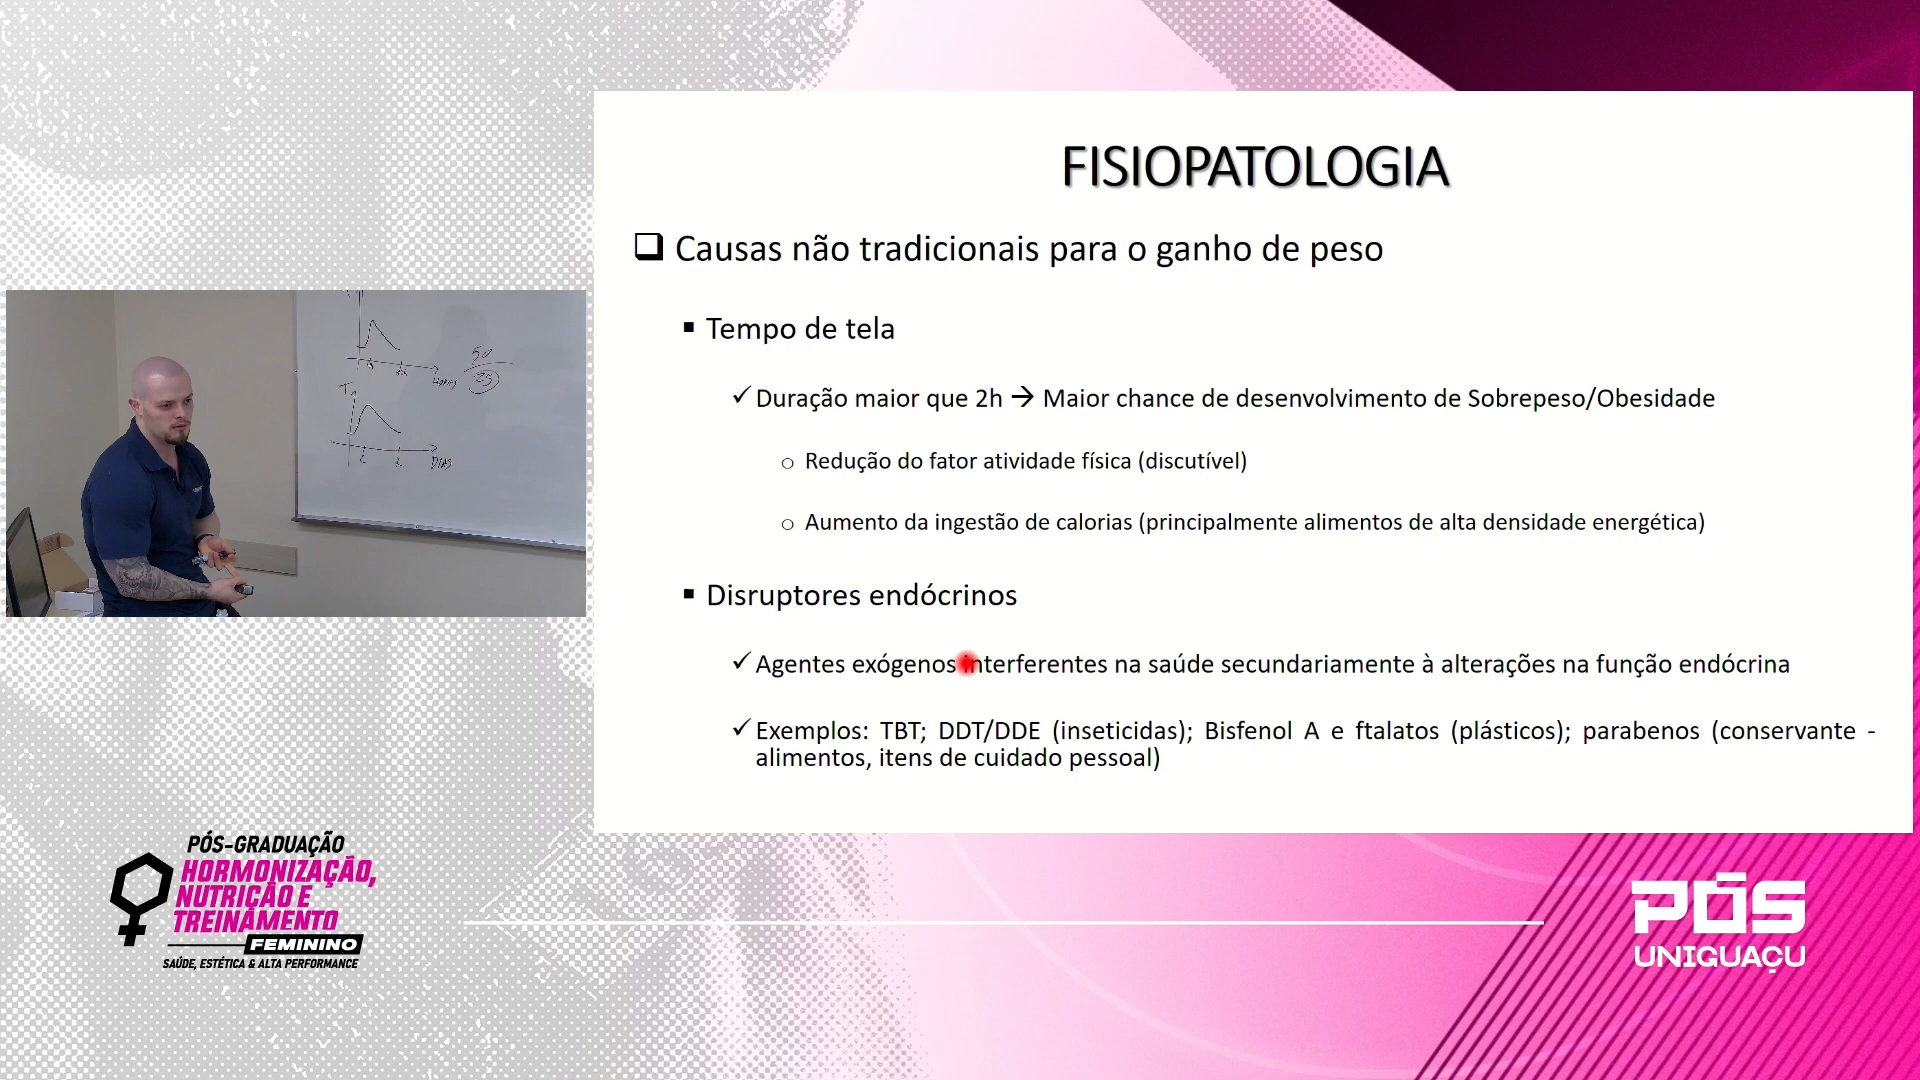 FISIOPATOLOGIA
❑ Causas não tradicionais para o ganho de peso
▪ Tempo de tela
✓ Duração maior que 2h → Maior chance de desenvolvimento de Sobrepeso/Obesidade
o Redução do fator atividade física (discutível)
o Aumento da ingestão de calorias (principalmente alimentos de alta densidade energética)
▪ Disruptores endócrinos
✓ Agentes exógenos interferentes na saúde secundariamente à alterações na função endócrina
✓ Exemplos: TBT; DDT/DDE (inseticidas); Bisfenol A e ftalatos (plásticos); parabenos (conservante -
alimentos, itens de cuidado pessoal)
50
25
DIAS
PÓS-GRADUAÇÃO
HORMONIZAÇÃO,
NUTRIÇÃO E
TREINAMENTO
FEMININO
SAÚDE, ESTÉTICA & ALTA PERFORMANCE
PÓS
UNIGUAÇU